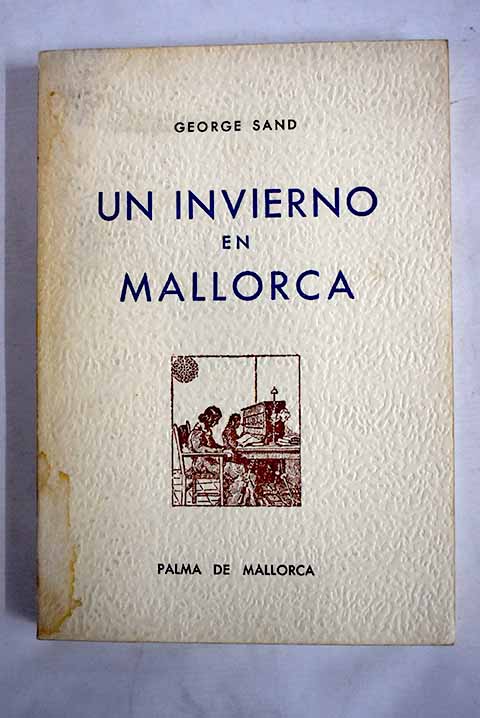 GEORGE SAND
UN INVIERNO
EN
MALLORCA
PALMA DE MALLORCA